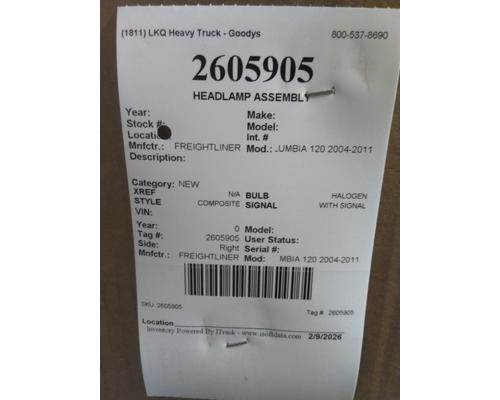 (1811) LKQ Heavy Truck - Goodys 800-537-8690
2605905
HEADLAMP ASSEMBLY
Year: Make:
Stock #: Model:
Int. #
Mnfctr.: FREIGHTLINER Mod.: UMBIA 120 2004-2011
Description:
Category: NEW
XREF N/A BULB HALOGEN
STYLE COMPOSITE SIGNAL WITH SIGNAL
VIN:
Year: 0 Model:
Tag #: 2605905 User Status:
Side: Right Serial #:
Mnfctr.: FREIGHTLINER Mod: MBIA 120 2004-2011
SKU: 2605905 Tag #: 2605905
Location
Inventory Powered By ITrack - www.isoftdata.com 2/9/2026